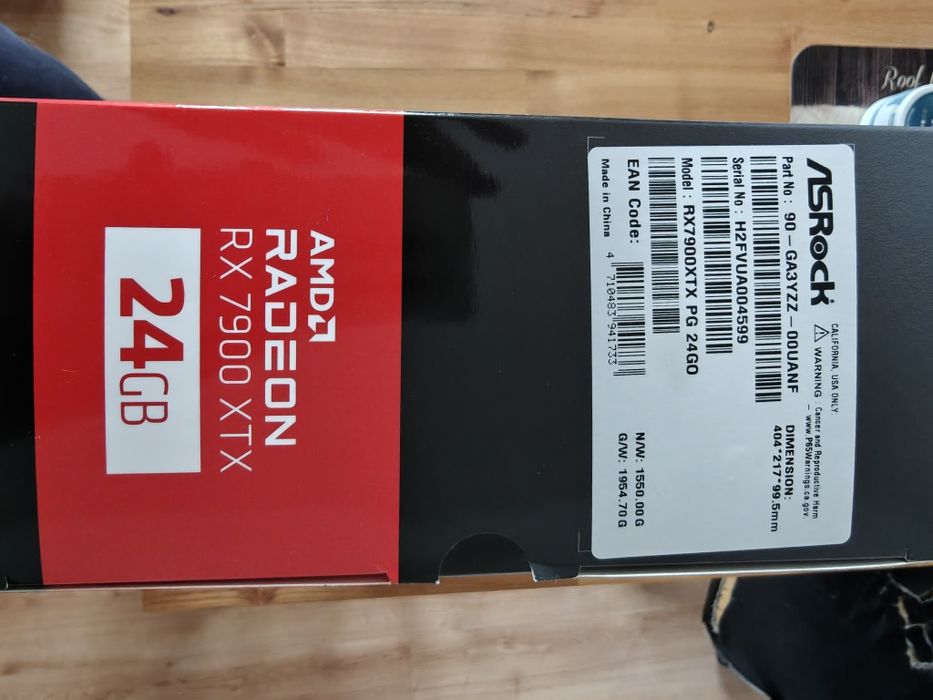 AMD
RADEON
RX 7900 XTX
24GB
ASRock
CALIFORNIA, USA ONLY:
WARNING : Cancer and Reproductive Harm
- www.P65Warnings.ca.gov.
Part No : 90-GA3YZZ-00UANF
DIMENSION:
404*217*99.5mm
Serial No : H2FVUA004599
Model : RX7900XTX PG 24GO
EAN Code:
4 710483 941733
N/W: 1550.00 G
G/W: 1954.70 G
Made in China